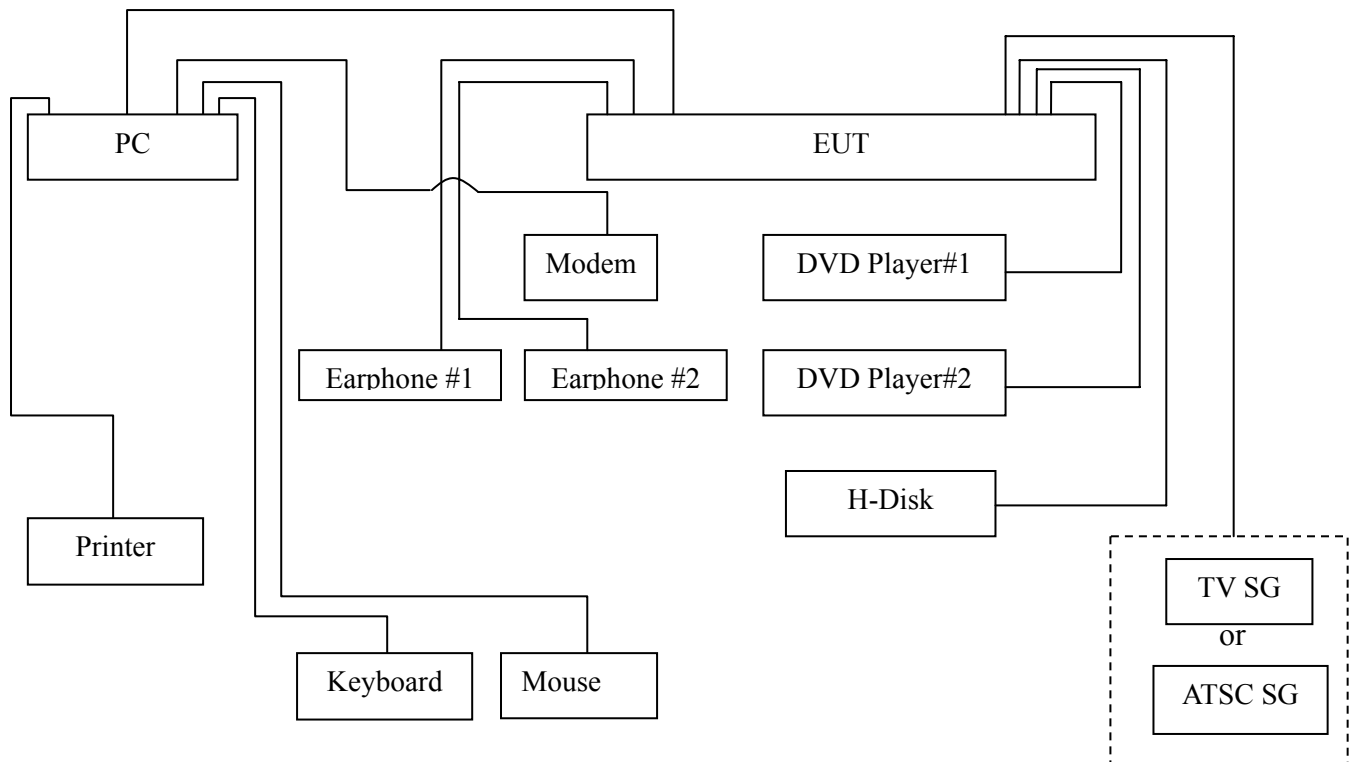 PC
EUT
Modem
DVD Player#1
Earphone #1
Earphone #2
DVD Player#2
H-Disk
Printer
TV SG
or
Keyboard
Mouse
ATSC SG